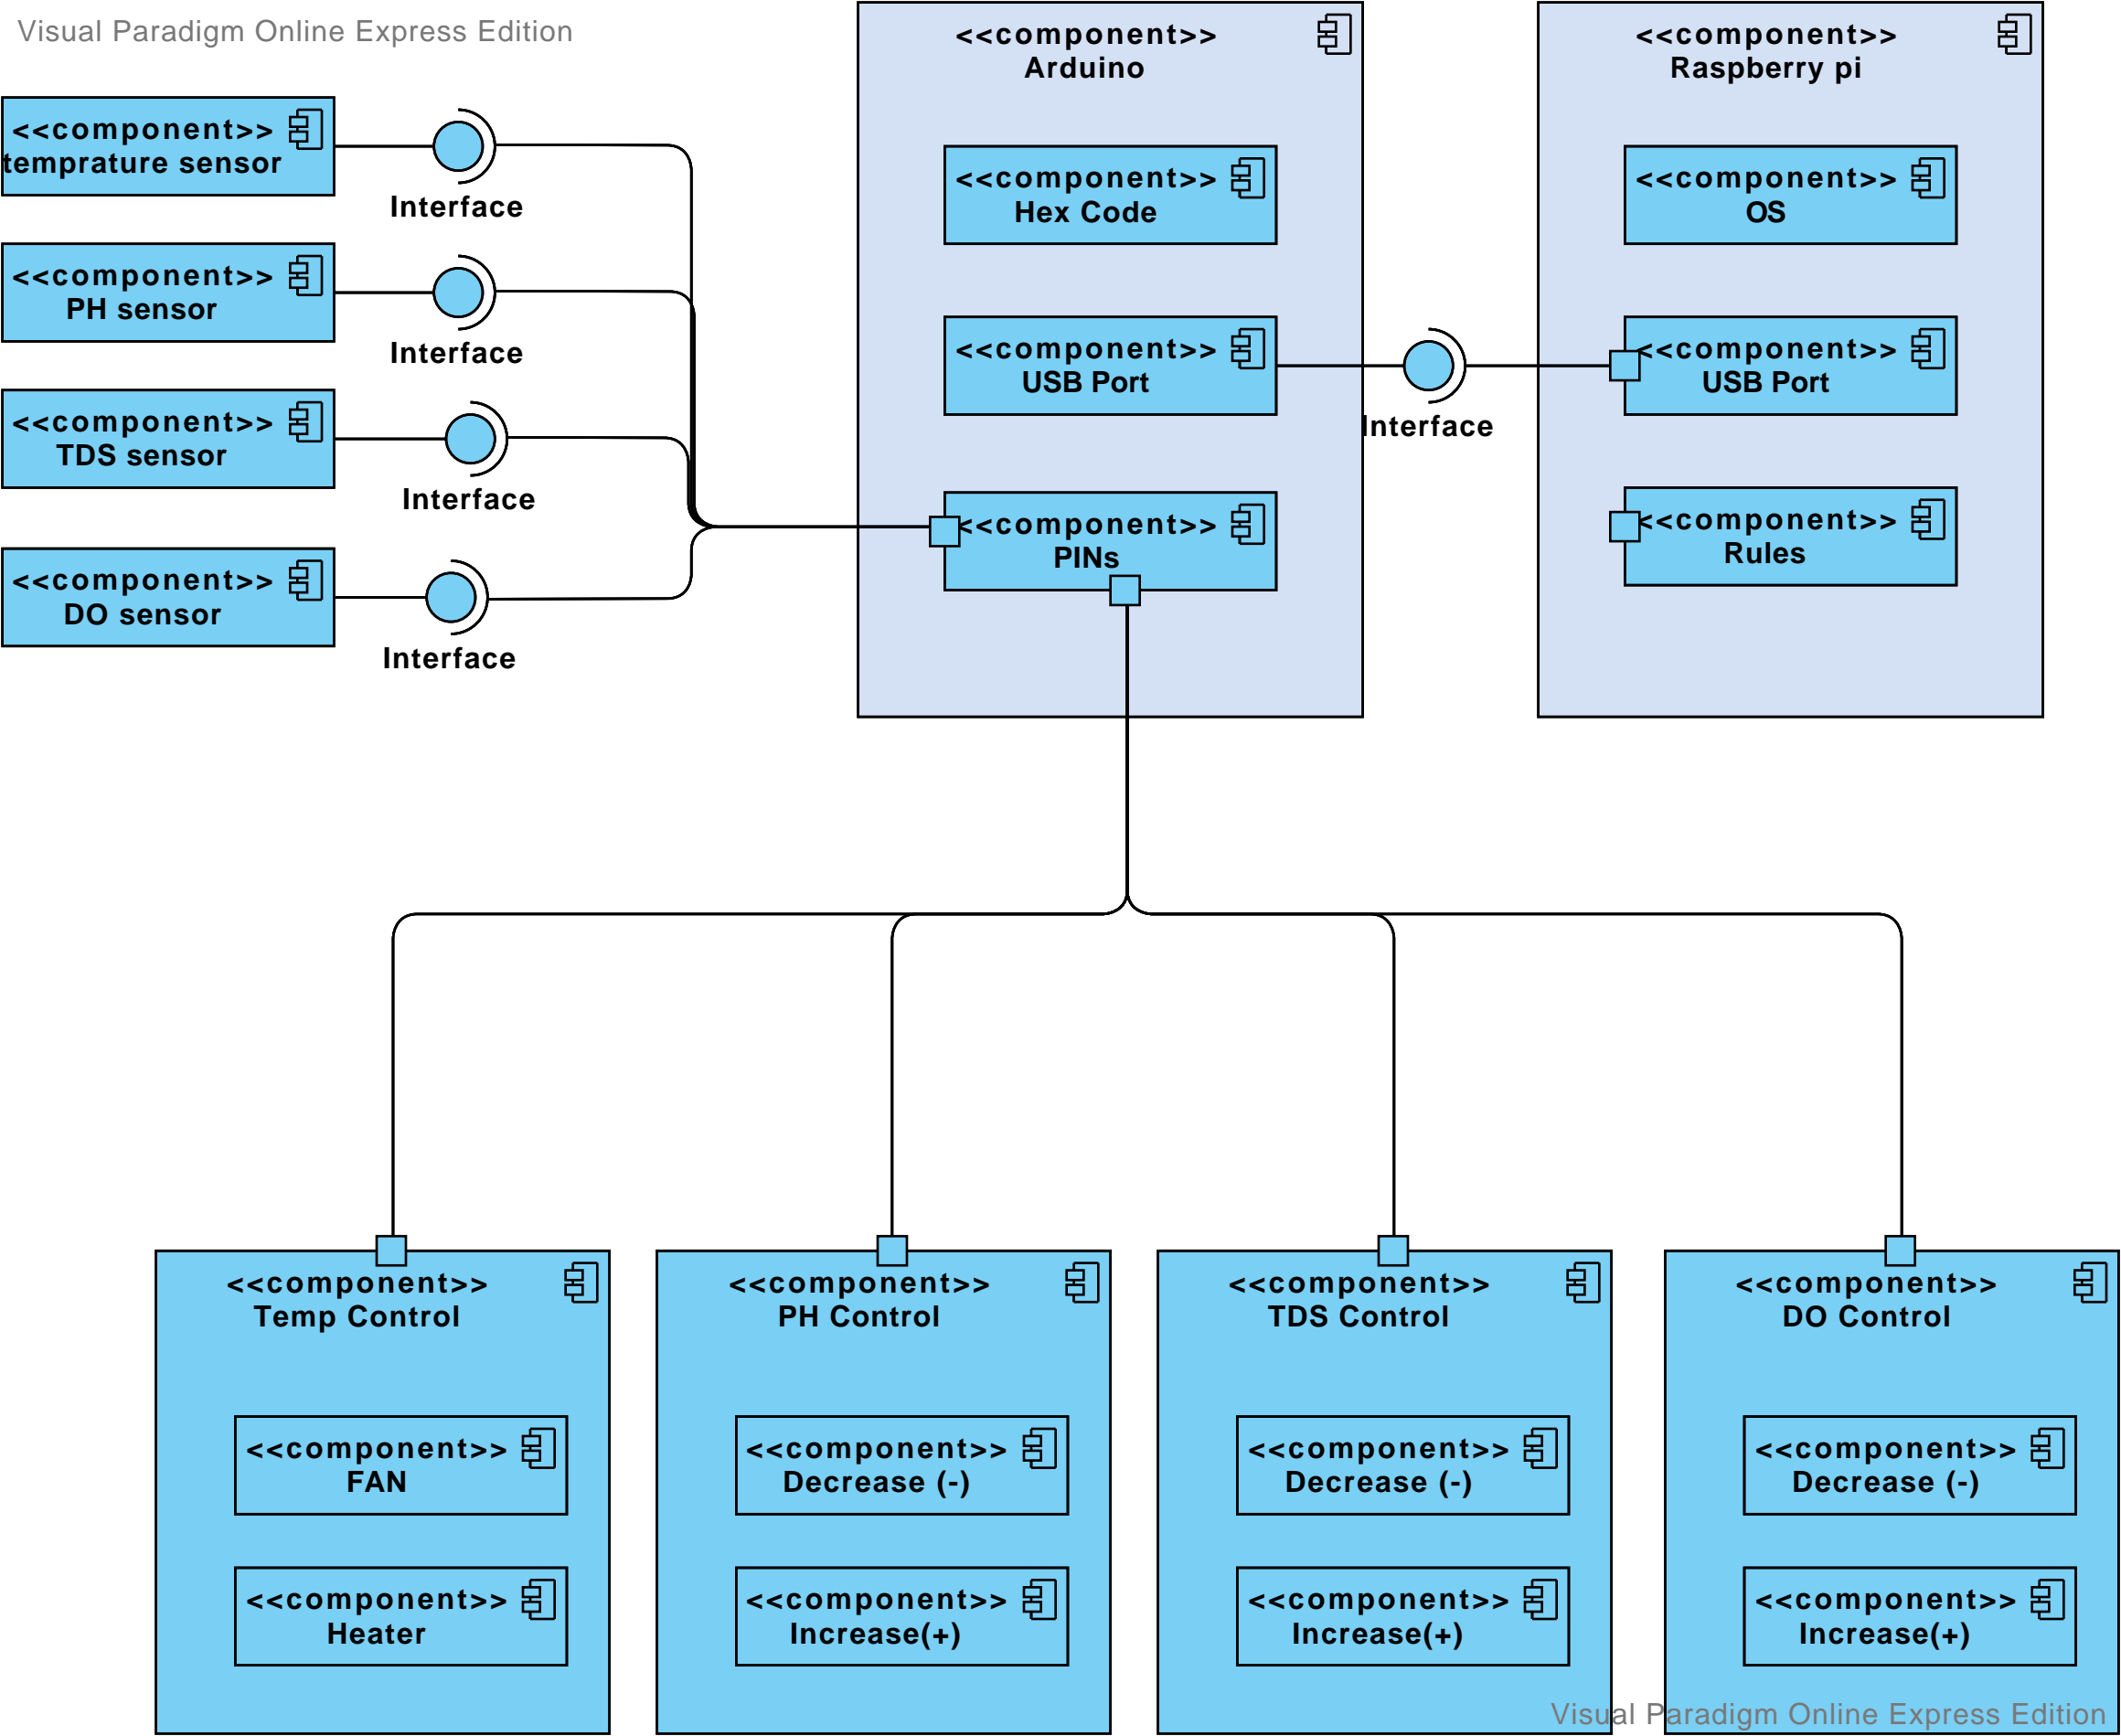 Visual Paradigm Online Express Edition
<<component>>
temprature sensor
Interface
<<component>>
PH sensor
Interface
<<component>>
TDS sensor
Interface
<<component>>
DO sensor
Interface
<<component>>
Arduino
<<component>>
Hex Code
<<component>>
USB Port
<<component>>
PINs
Interface
<<component>>
Raspberry pi
<<component>>
OS
<<component>>
USB Port
<<component>>
Rules
<<component>>
Temp Control
<<component>>
FAN
<<component>>
Heater
<<component>>
PH Control
<<component>>
Decrease (-)
<<component>>
Increase(+)
<<component>>
TDS Control
<<component>>
Decrease (-)
<<component>>
Increase(+)
<<component>>
DO Control
<<component>>
Decrease (-)
<<component>>
Increase(+)
Visual Paradigm Online Express Edition